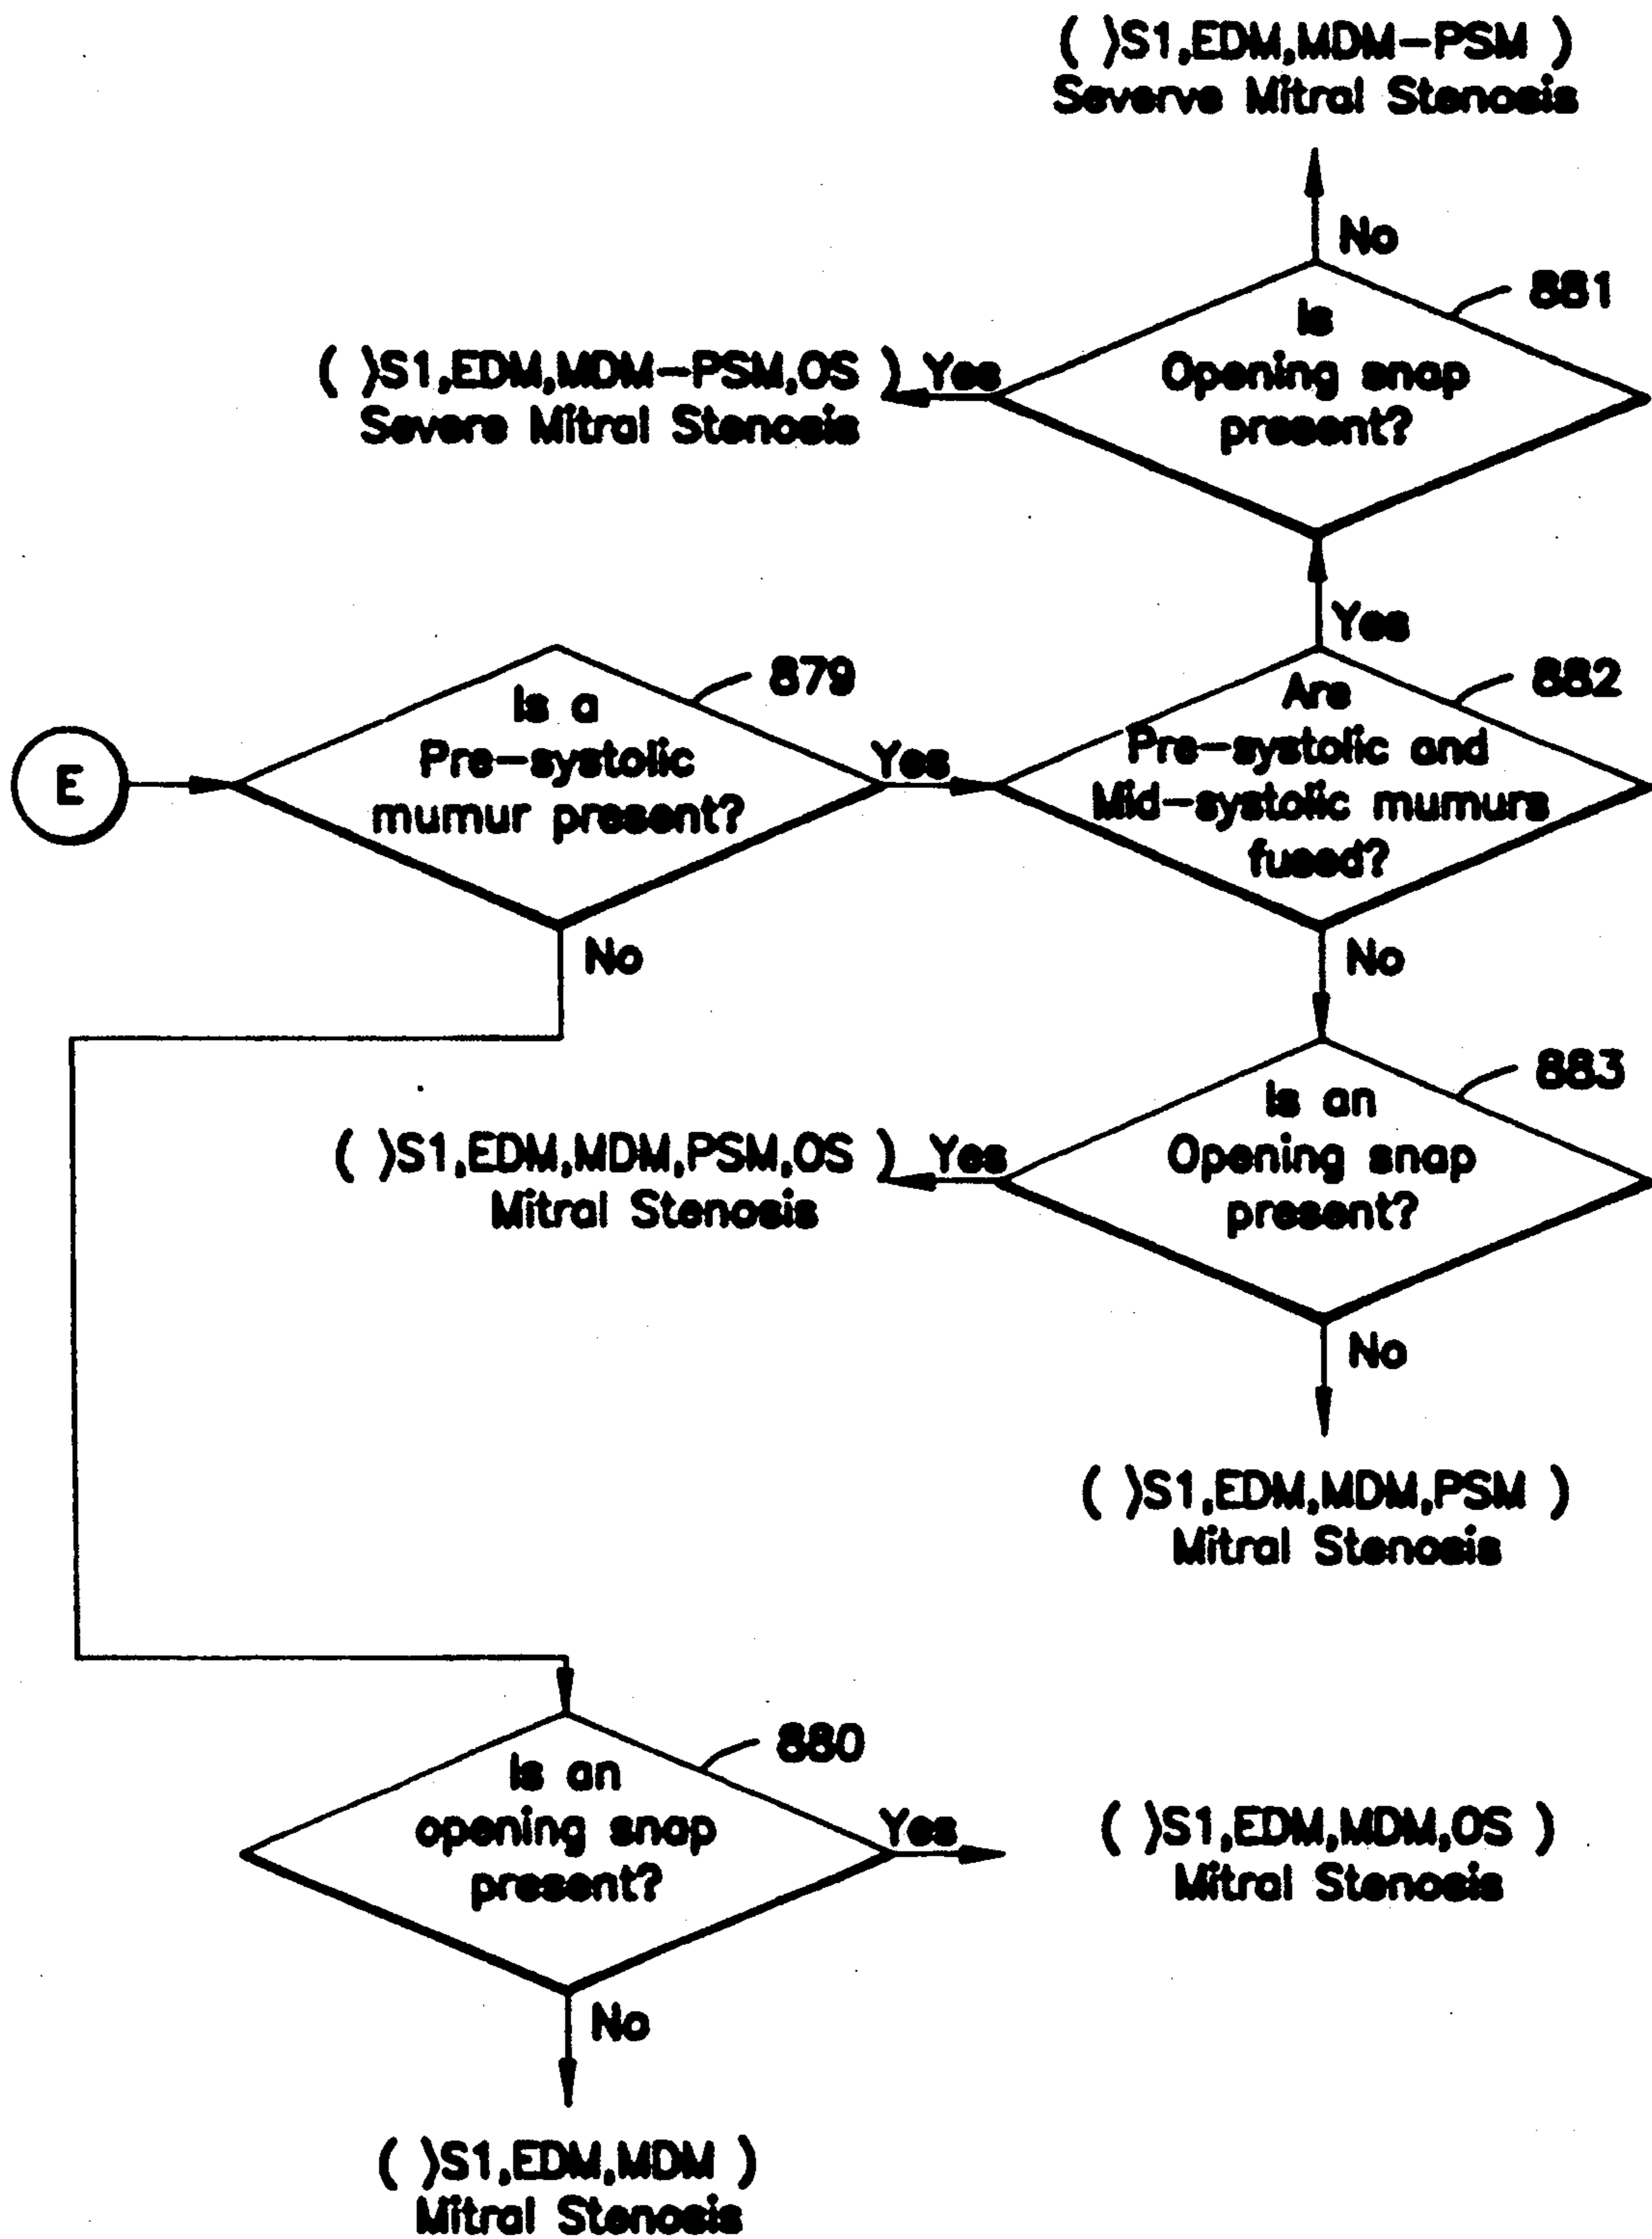 ( >S1,EDM,MDM-PSM )
Severve Mitral Stenosis
No
881
Is
Opening snap
present?
( >S1,EDM,MDM-PSM,OS )
Severe Mitral Stenosis
Yes
Yes
879
Is a
Pre-systolic
mumur present?
E
Yes
882
Are
Pre-systolic and
Mid-systolic mumurs
fused?
No
No
883
Is an
Opening snap
present?
( >S1,EDM,MDM,PSM,OS )
Mitral Stenosis
Yes
No
( >S1,EDM,MDM,PSM )
Mitral Stenosis
880
Is an
opening snap
present?
Yes
( >S1,EDM,MDM,OS )
Mitral Stenosis
No
( >S1,EDM,MDM )
Mitral Stenosis